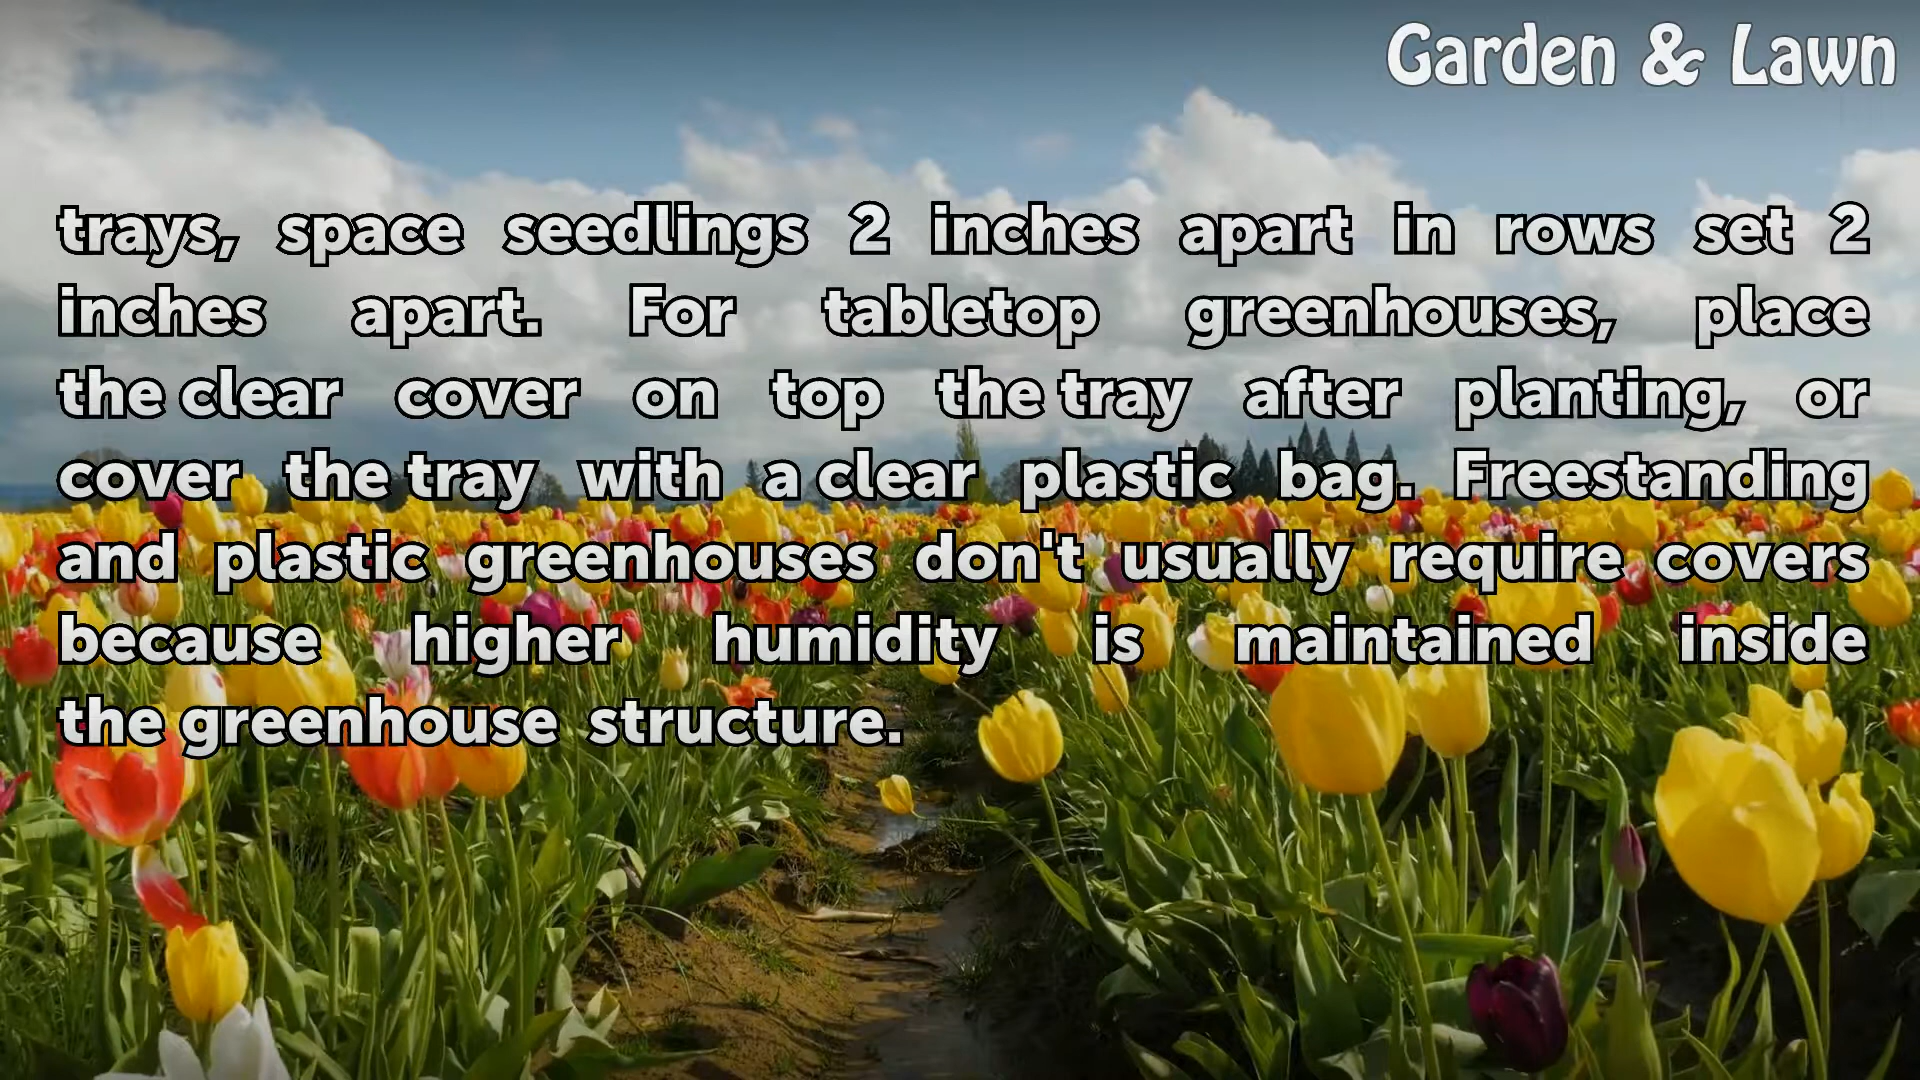 Garden & Lawn
trays, space seedlings 2 inches apart in rows set 2
inches apart. For tabletop greenhouses, place
the clear cover on top the tray after planting, or
cover the tray with a clear plastic bag. Freestanding
and plastic greenhouses don't usually require covers
because higher humidity is maintained inside
the greenhouse structure.